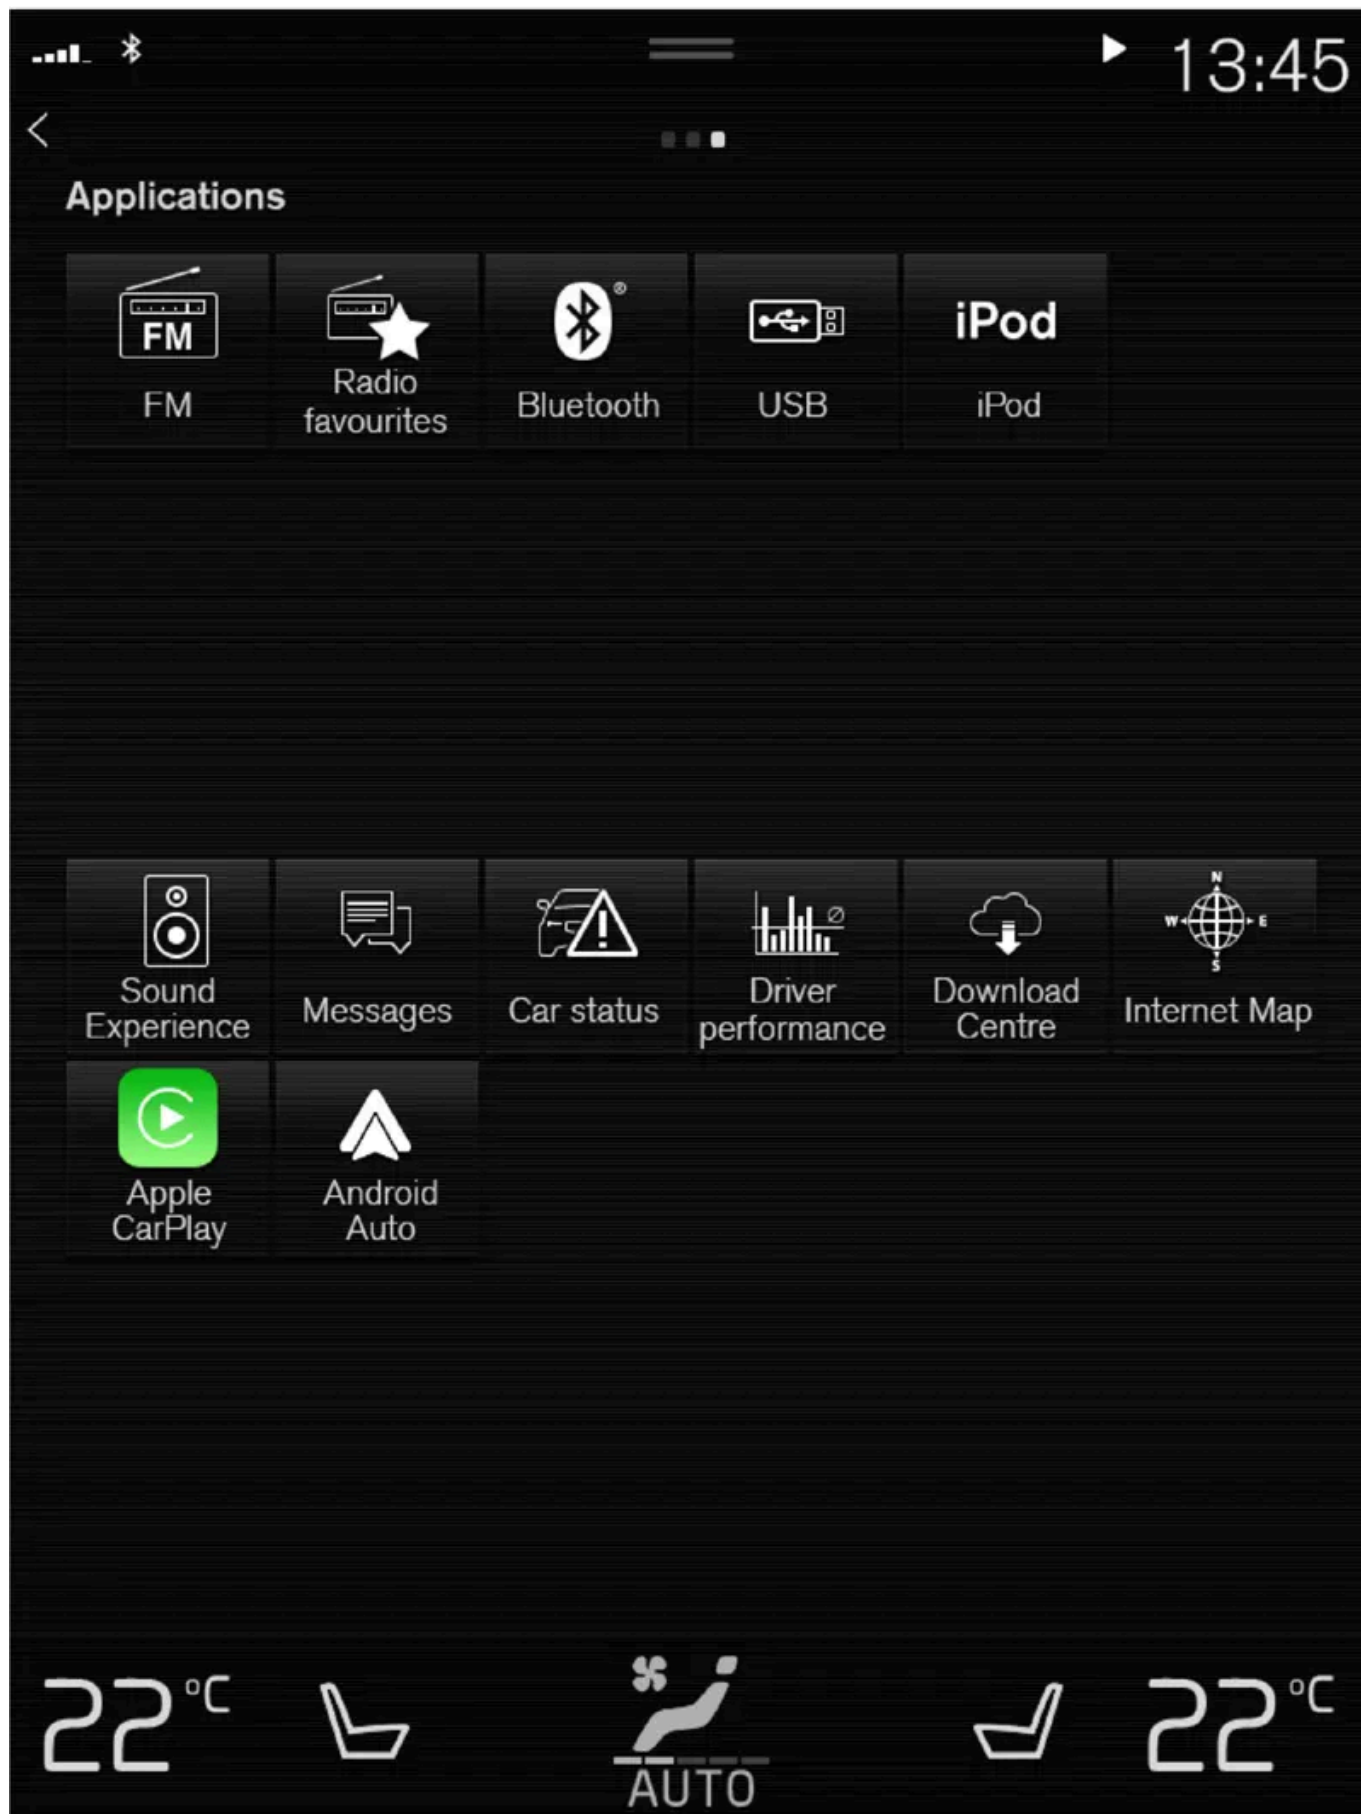 13:45
Applications
FM
FM
Radio
favourites
®
Bluetooth
USB
iPod
iPod
Sound
Experience
Messages
Car status
Driver
performance
Download
Centre
N
W E
S
Internet Map
Apple
CarPlay
Android
Auto
22°C
22°C
AUTO